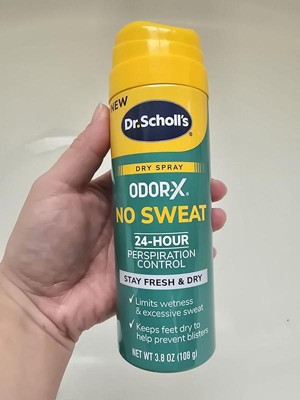 NEW
Dr.Scholl's
DRY SPRAY
ODOR-X®
NO SWEAT
24-HOUR
PERSPIRATION
CONTROL
STAY FRESH & DRY
✓ Limits wetness
& excessive sweat
✓ Keeps feet dry to
help prevent blisters
NET WT 3.8 OZ (108 g)